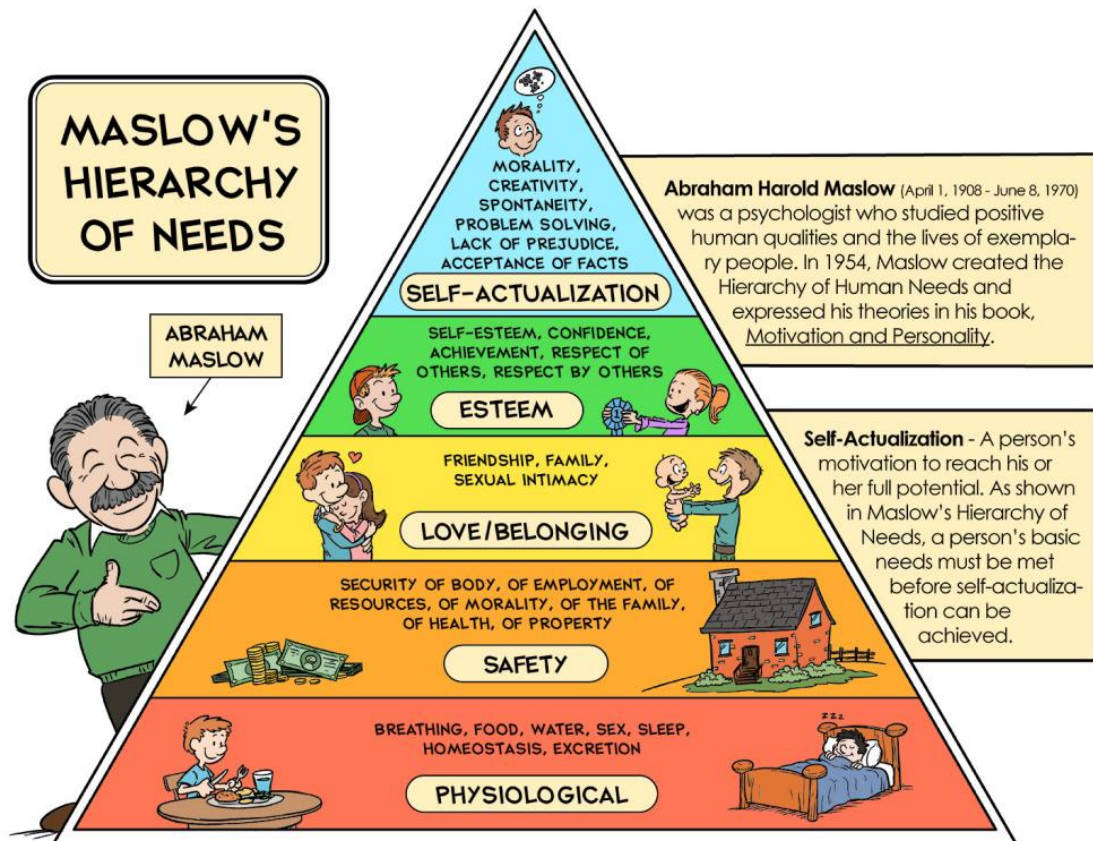 MASLOW'S
HIERARCHY
OF NEEDS
ABRAHAM
MASLOW
MORALITY,
CREATIVITY,
SPONTANEITY,
PROBLEM SOLVING,
LACK OF PREJUDICE,
ACCEPTANCE OF FACTS
SELF-ACTUALIZATION
SELF-ESTEEM, CONFIDENCE,
ACHIEVEMENT, RESPECT OF
OTHERS, RESPECT BY OTHERS
ESTEEM
1
FRIENDSHIP, FAMILY,
SEXUAL INTIMACY
LOVE/BELONGING
SECURITY OF BODY, OF EMPLOYMENT, OF
RESOURCES, OF MORALITY, OF THE FAMILY,
OF HEALTH, OF PROPERTY
SAFETY
BREATHING, FOOD, WATER, SEX, SLEEP,
HOMEOSTASIS, EXCRETION
PHYSIOLOGICAL
zzz
Abraham Harold Maslow (April 1, 1908 - June 8, 1970)
was a psychologist who studied positive
human qualities and the lives of exempla-
ry people. In 1954, Maslow created the
Hierarchy of Human Needs and
expressed his theories in his book,
Motivation and Personality.
Self-Actualization - A person's
motivation to reach his or
her full potential. As shown
in Maslow's Hierarchy of
Needs, a person's basic
needs must be met
before self-actualiza-
tion can be
achieved.